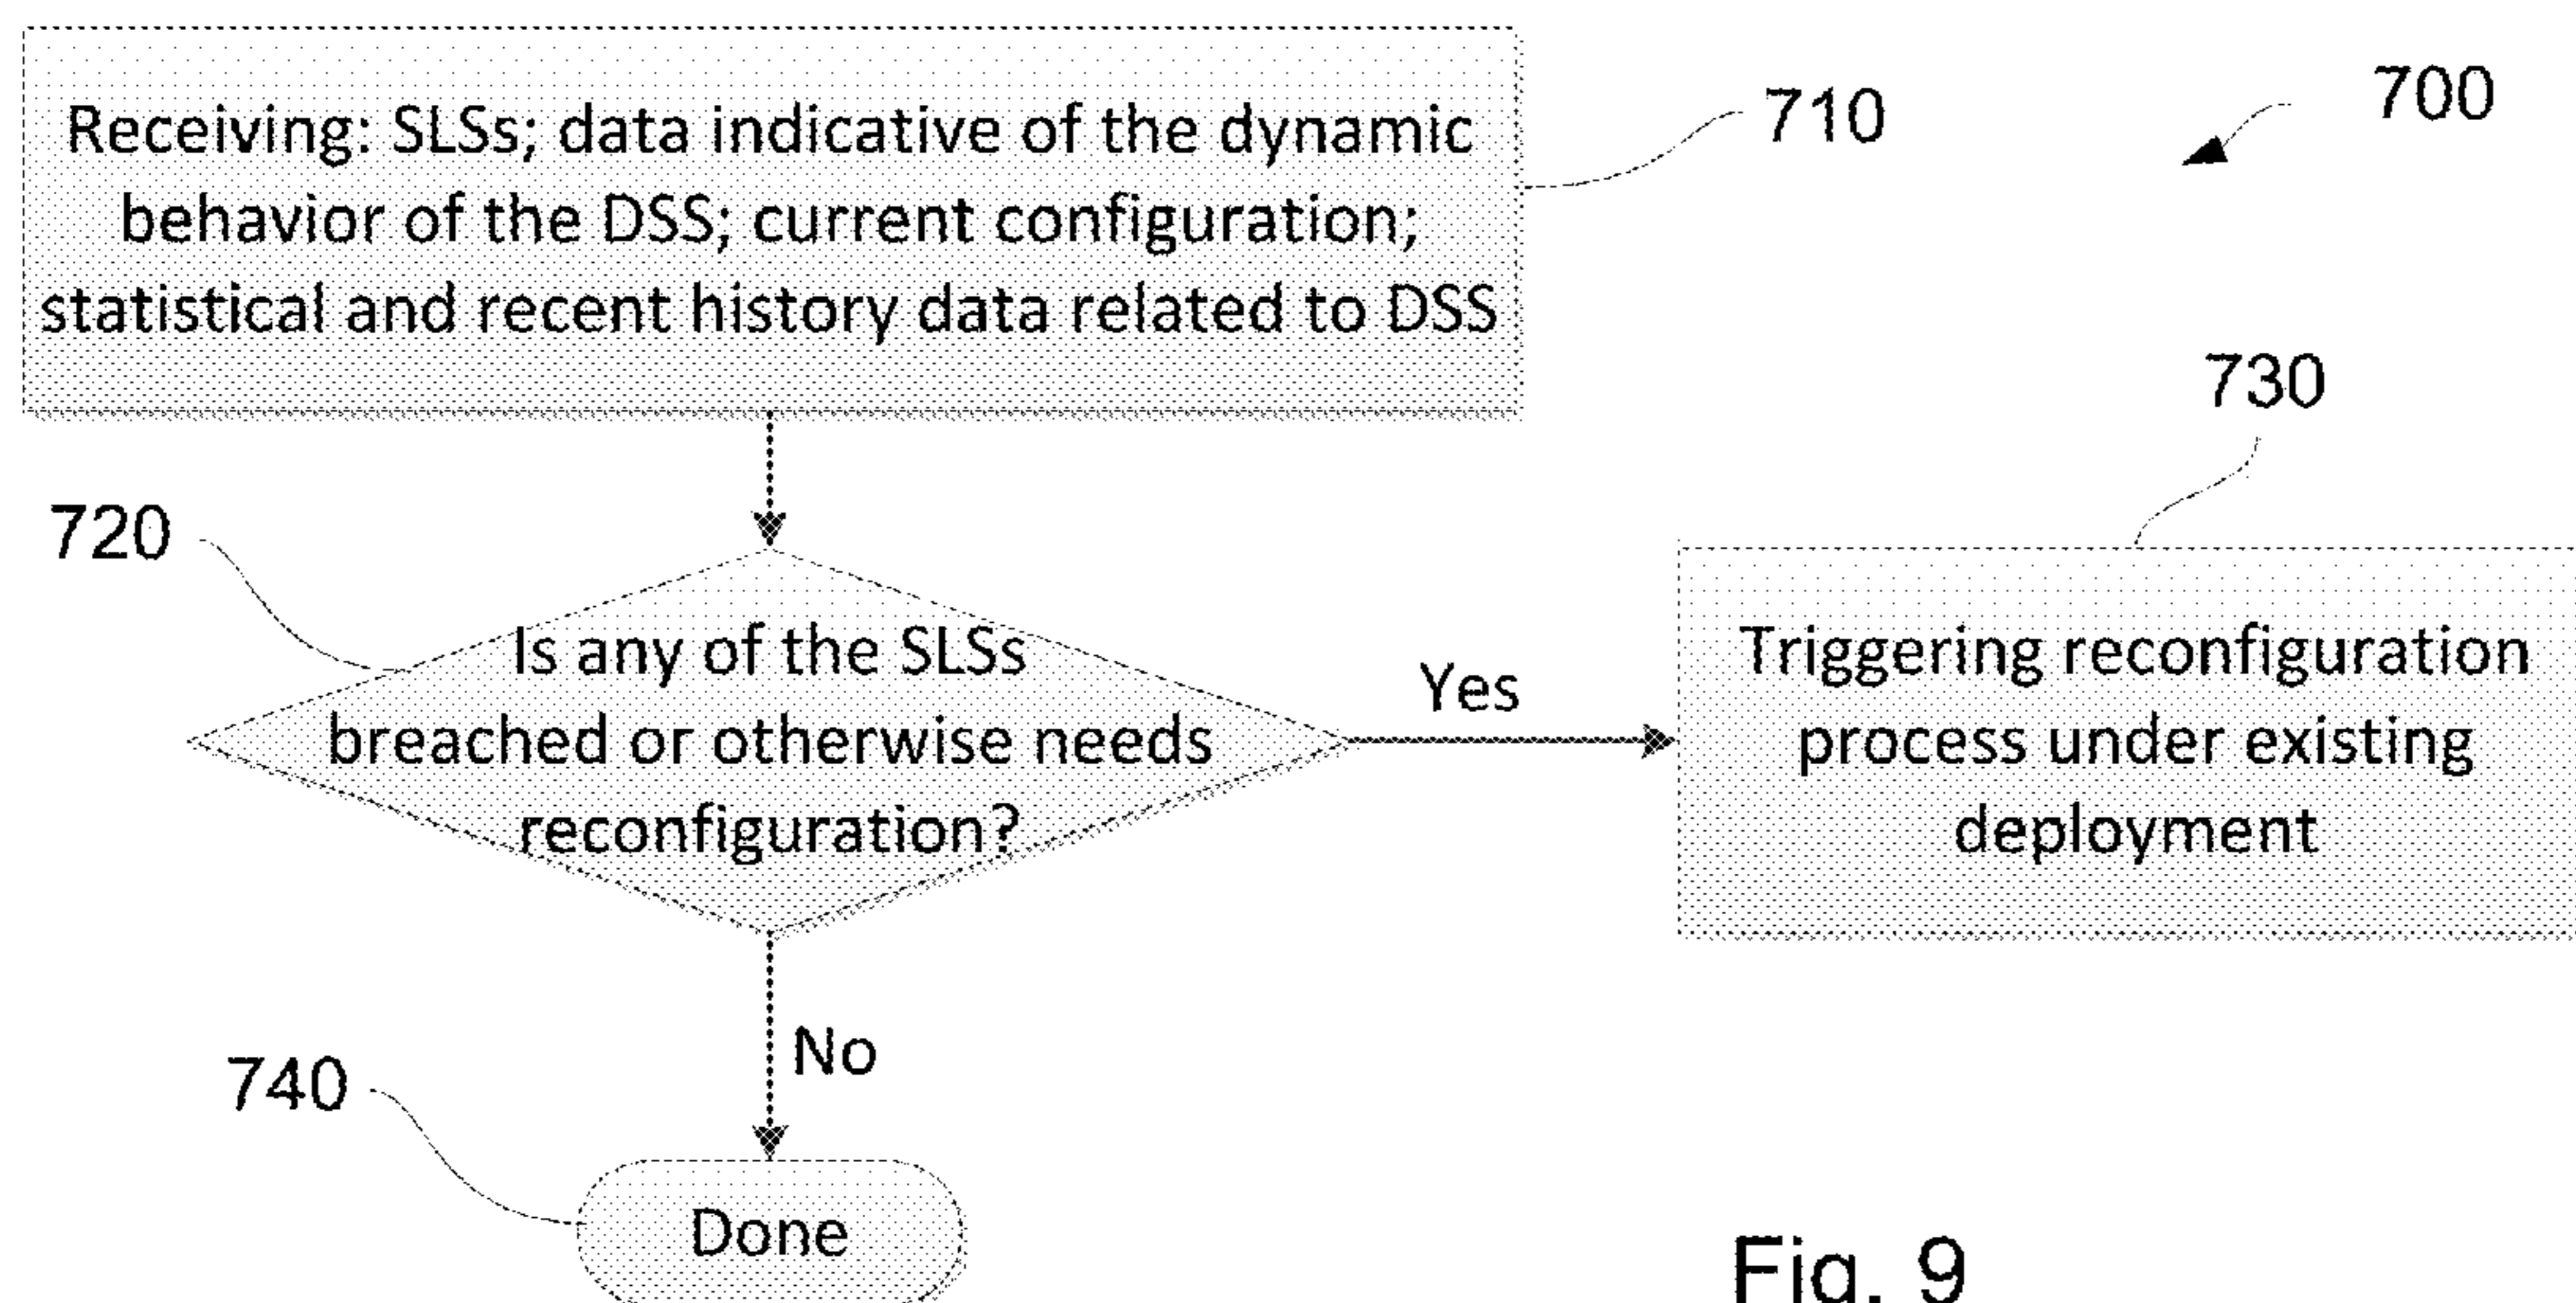 Receiving: SLSs; data indicative of the dynamic
behavior of the DSS; current configuration;
statistical and recent history data related to DSS
710
700
730
720
Is any of the SLSs
breached or otherwise needs
reconfiguration?
Yes
Triggering reconfiguration
process under existing
deployment
No
740
Done
Fig. 9